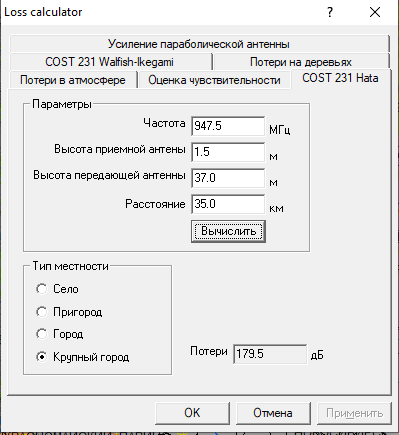 Loss calculator
Усиление параболической антенны
COST 231 Walfish-Ikegami Потери на деревьях
Потери в атмосфере Оценка чувствительности COST 231 Hata
Параметры
Частота 947.5 МГц
Высота приемной антены 1.5 м
Высота передающей антенны 37.0 м
Расстояние 35.0 км
Вычислить
Тип местности
Село
Пригород
Город
Крупный город
Потери 179.5 дБ
OK Отмена Применить